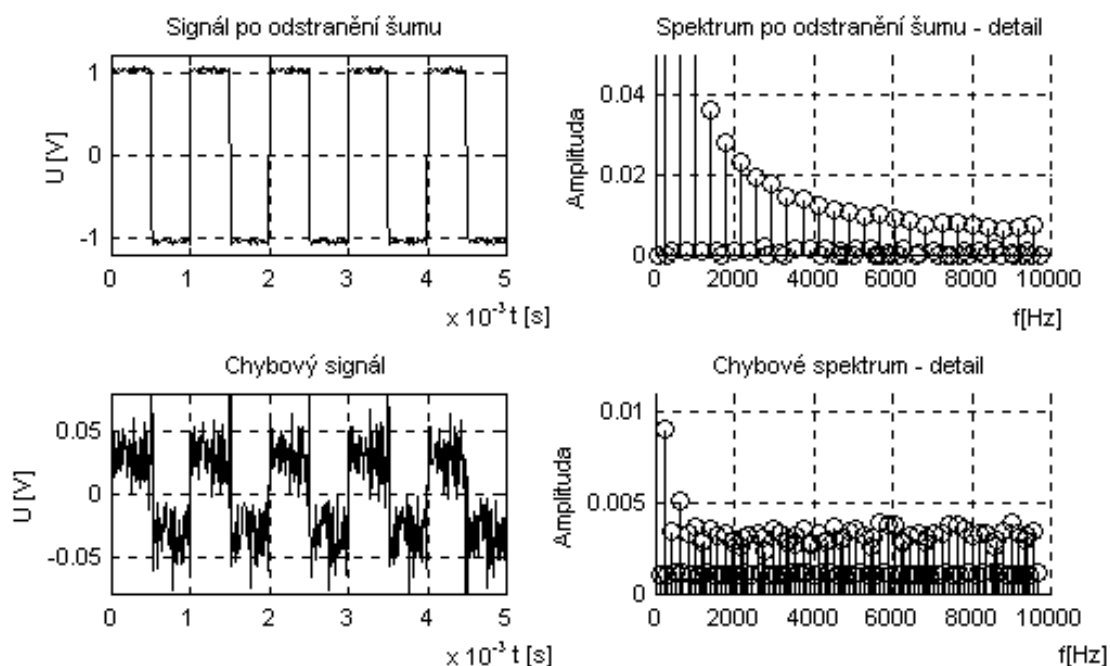 Signál po odstranění šumu
1
0
-1
U [V]
0 1 2 3 4 5
x 10⁻³ t [s]
Spektrum po odstranění šumu - detail
0.04
0.02
0
Amplituda
0 2000 4000 6000 8000 10000
f[Hz]
Chybový signál
0.05
0
-0.05
U [V]
0 1 2 3 4 5
x 10⁻³ t [s]
Chybové spektrum - detail
0.01
0.005
0
Amplituda
0 2000 4000 6000 8000 10000
f[Hz]